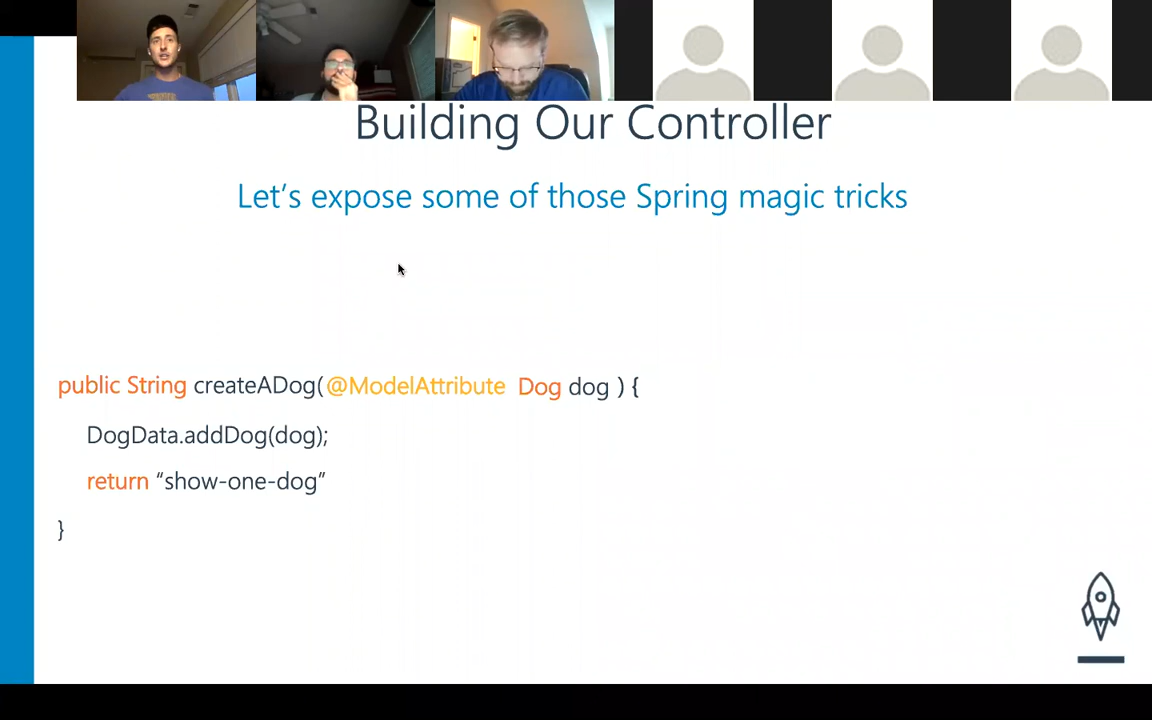 Building Our Controller
Let’s expose some of those Spring magic tricks
public String createADog(@ModelAttribute Dog dog ) {
DogData.addDog(dog);
return “show-one-dog”
}